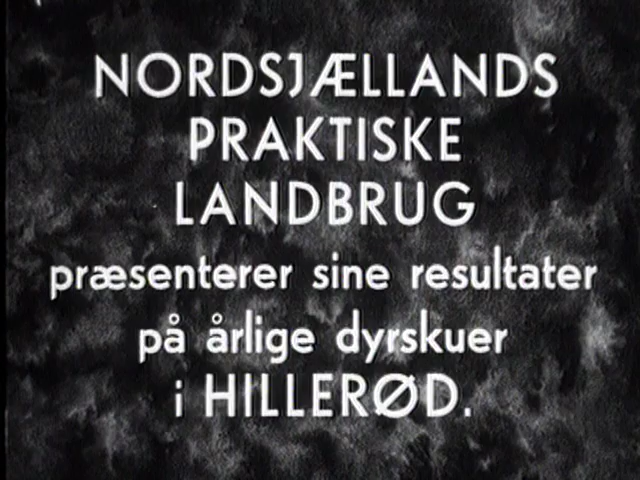 NORDSJÆLLANDS
PRAKTISKE
LANDBRUG
præsenterer sine resultater
på årlige dyrskuer
i HILLERØD.